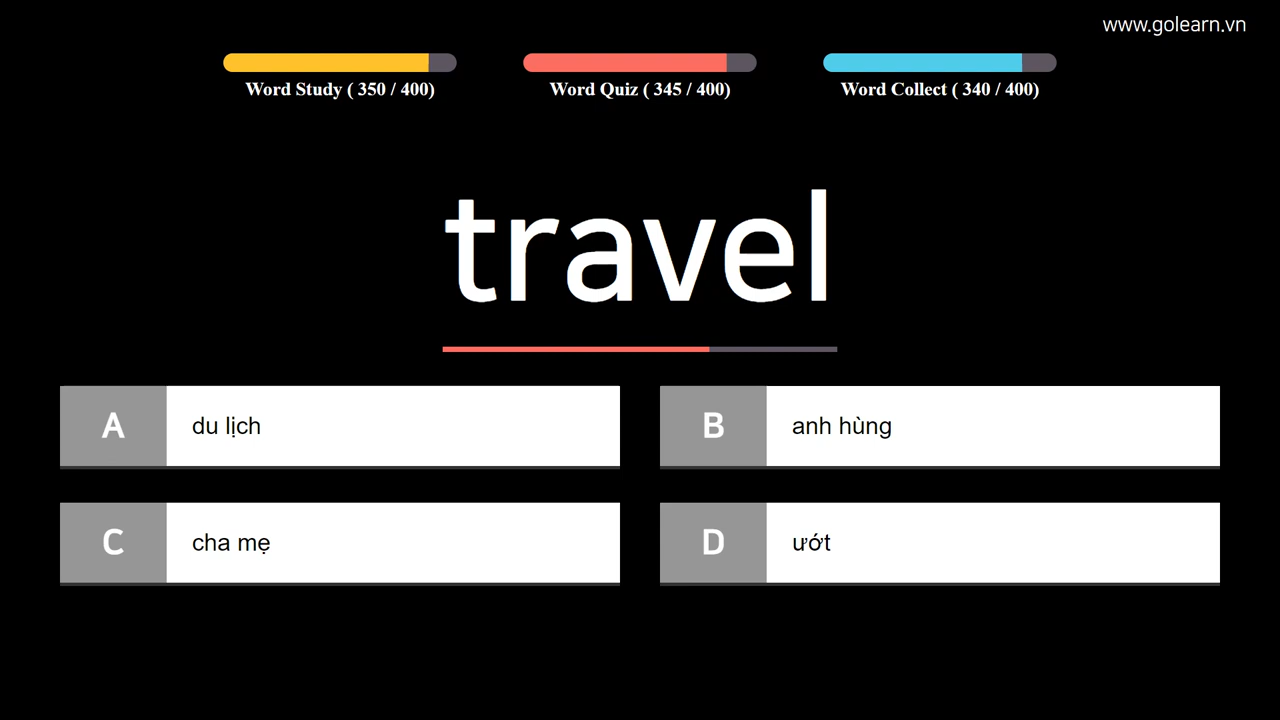 www.golearn.vn
Word Study ( 350 / 400)
Word Quiz ( 345 / 400)
Word Collect ( 340 / 400)
travel
A du lịch
B anh hùng
C cha mẹ
D ướt